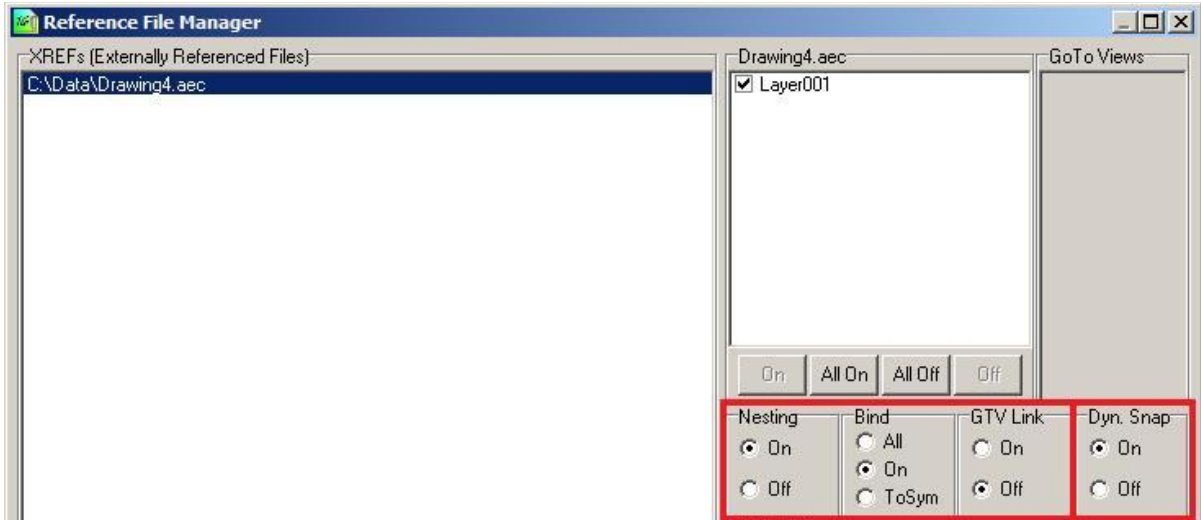 Reference File Manager
XREFs (Externally Referenced Files)
C:\Data\Drawing4.aec
Drawing4.aec
Layer001
GoTo Views
On All On All Off Off
Nesting
On
Off
Bind
All
On
ToSym
GTV Link
On
Off
Dyn. Snap
On
Off